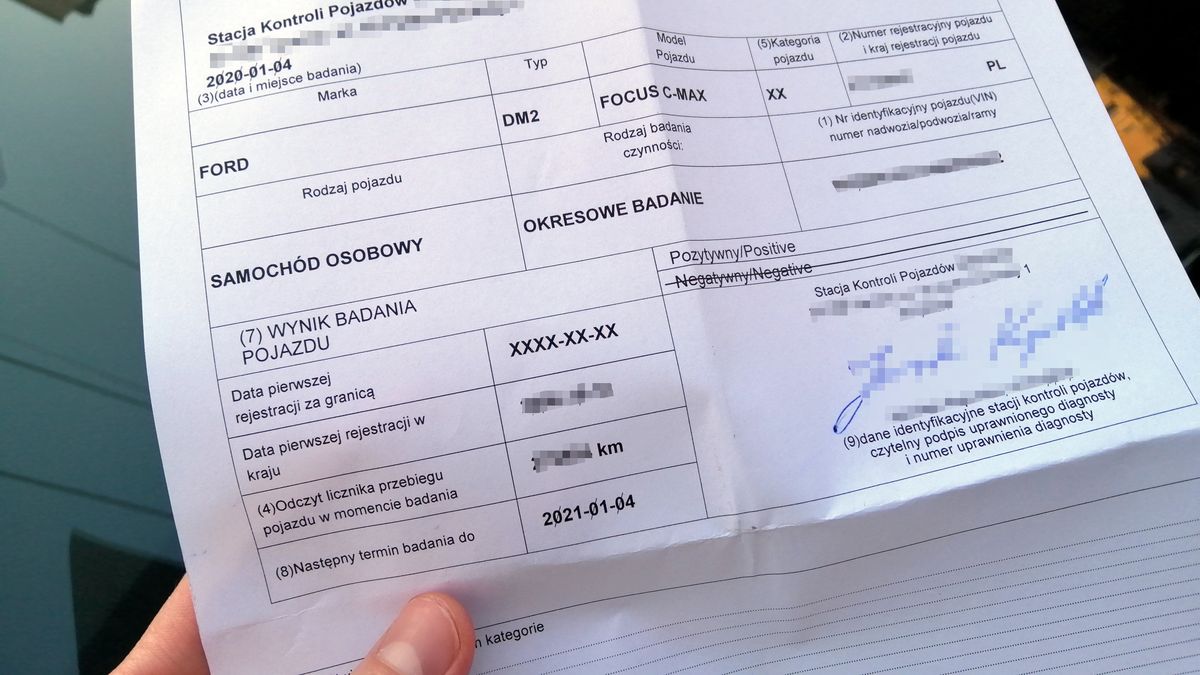 Stacja Kontroli Pojazdów
2020-01-04
(3)(data i miejsce badania)
Marka
FORD
Typ
DM2
Model
Pojazdu
FOCUS C-MAX
(5)Kategoria
pojazdu
XX
(2)Numer rejestracyjny pojazdu
i kraj rejestracji pojazdu
PL
Rodzaj pojazdu
SAMOCHÓD OSOBOWY
Rodzaj badania
czynności:
OKRESOWE BADANIE
(1) Nr identyfikacyjny pojazdu(VIN)
numer nadwozia/podwozia/ramy
(7) WYNIK BADANIA
POJAZDU
Pozytywny/Positive
Negatywny/Negative
Data pierwszej
rejestracji za granicą
XXXX-XX-XX
Data pierwszej rejestracji w
kraju
(4)Odczyt licznika przebiegu
pojazdu w momencie badania
km
(8)Następny termin badania do
2021-01-04
Stacja Kontroli Pojazdów
1
(9)dane identyfikacyjne stacji kontroli pojazdów,
czytelny podpis uprawnionego diagnosty
i numer uprawnienia diagnosty
kategorie